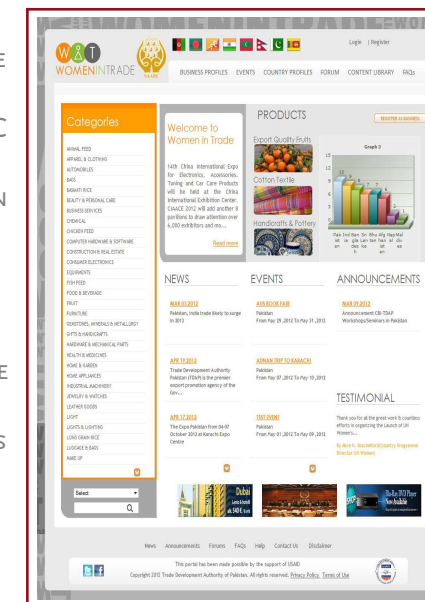 E
C
N
E
S
W&T
WOMENINTRADE
Login | Register
BUSINESS PROFILES EVENTS COUNTRY PROFILES FORUM CONTENT LIBRARY FAQs
Categories
ANIMAL FEED
APPAREL & CLOTHING
AUTOMOBILES
BAGS
BASMATI RICE
BEAUTY & PERSONAL CARE
BUSINESS SERVICES
CHEMICAL
CHICKEN FEED
COMPUTER HARDWARE & SOFTWARE
CONSTRUCTION & REAL ESTATE
CONSUMER ELECTRONICS
EQUIPMENTS
FISH FEED
FOOD & BEVERAGE
FRUIT
FURNITURE
GEMSTONES, MINERALS & METALLURGY
GIFTS & HANDICRAFTS
HARDWARE & MECHANICAL PARTS
HEALTH & MEDICINES
HOME & GARDEN
HOME APPLIANCES
INDUSTRIAL MACHINERY
JEWELRY & WATCHES
LEATHER GOODS
LIGHT
LIGHTS & LIGHTING
LONG GRAIN RICE
LUGGAGE & BAGS
MAKE UP
Select
Welcome to
Women in Trade
14th China International Expo
for Electronics, Accessories,
Tuning and Car Care Products
will be held at the China
International Exhibition Center.
CIAACE 2012 will add another 8
pavilions to draw attention over
6,000 exhibitors and mo...
Read more
PRODUCTS
REGISTER AS BUSINESS
Export Quality Fruits
Cotton Textile
Handicrafts & Pottery
Graph 3
NEWS
MAR 03,2012
Pakistan, India trade likely to surge
in 2012
APR 19,2012
Trade Development Authority
Pakistan (TDAP) is the premier
export promotion agency of the
Gov...
APR 17,2012
The Expo Pakistan from 04-07
October 2012 at Karachi Expo
Centre
EVENTS
AUS BOOK FAIR
Pakistan
From May 29 ,2012 To May 31 ,2012
ADNAN TRIP TO KARACHI
Pakistan
From May 07 ,2012 To May 10 ,2012
TEST EVENT
Pakistan
From May 01 ,2012 To May 09 ,2012
ANNOUNCEMENTS
MAR 09,2012
Announcement CBI-TDAP
Workshops/Seminars in Pakistan
TESTIMONIAL
Thank you for all the great work & countless
efforts in organizing the Launch of UN
Women's...
Director UN Women)
Dubai
Blu-Ray DVD Player
Now Available
News Announcements Forums FAQs Help Contact Us Disclaimer
This portal has been made possible by the support of USAID
Copyright 2012 Trade Development Authority of Pakistan. All rights reserved. Privacy Policy Terms of Use